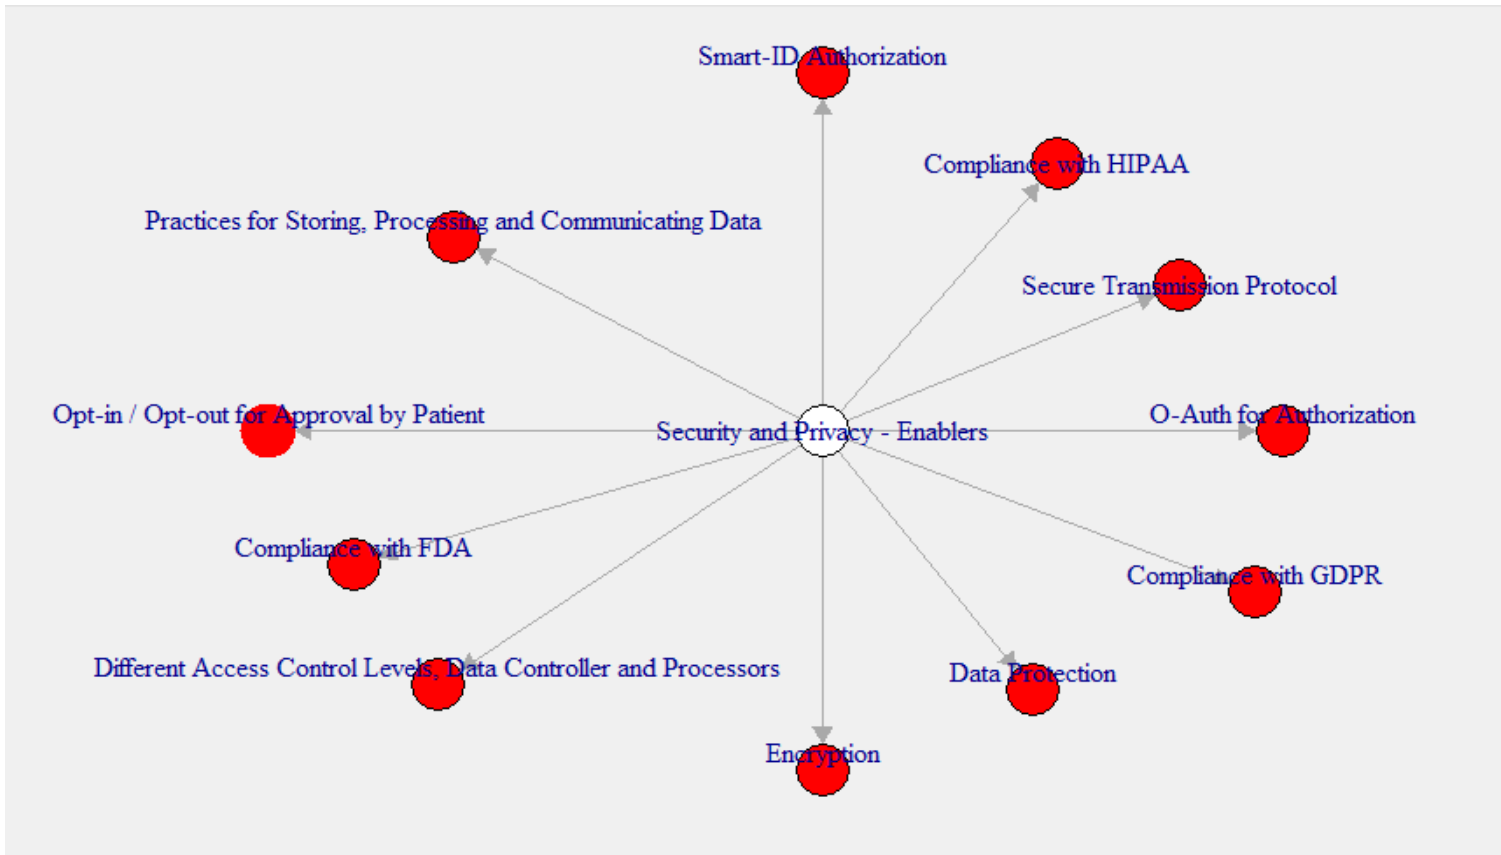 Smart-ID Authorization
Compliance with HIPAA
Practices for Storing, Processing and Communicating Data
Secure Transmission Protocol
Opt-in / Opt-out for Approval by Patient
O-Auth for Authorization
Security and Privacy - Enablers
Compliance with FDA
Compliance with GDPR
Different Access Control Levels, Data Controller and Processors
Data Protection
Encryption